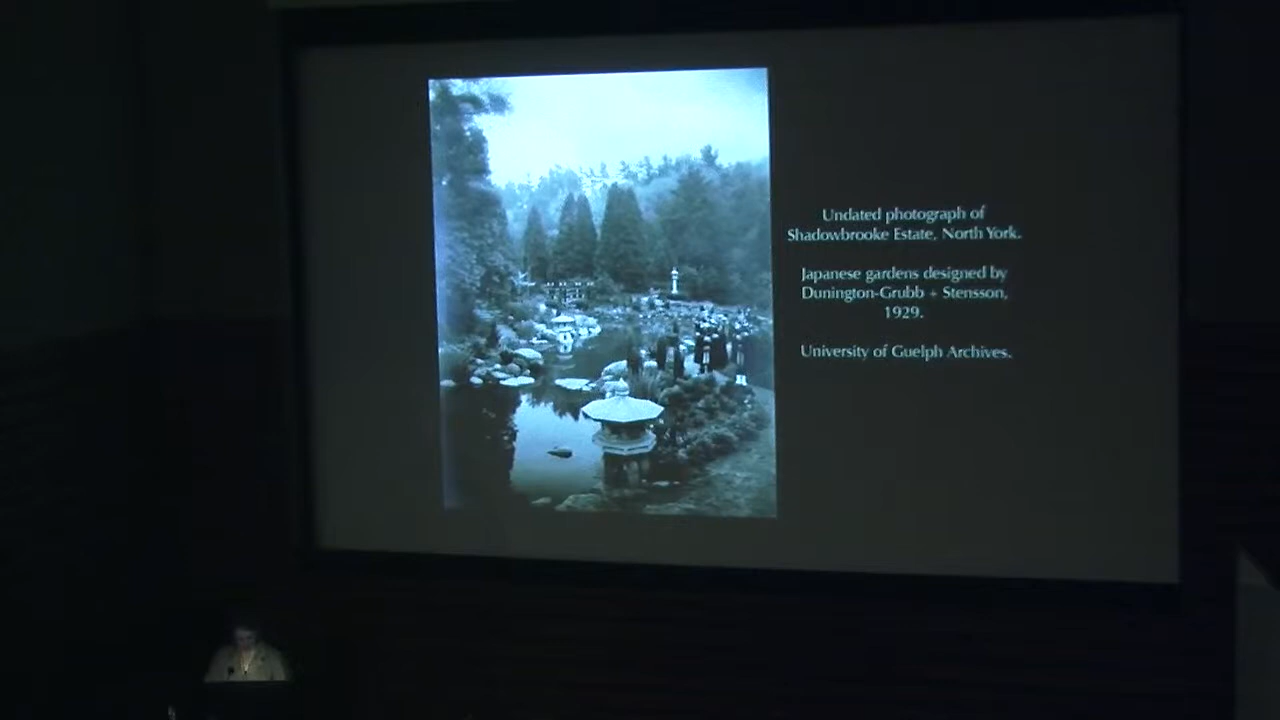 Undated photograph of
Shadowbrooke Estate, North York.
Japanese gardens designed by
Dunington-Grubb + Stensson,
1929.
University of Guelph Archives.